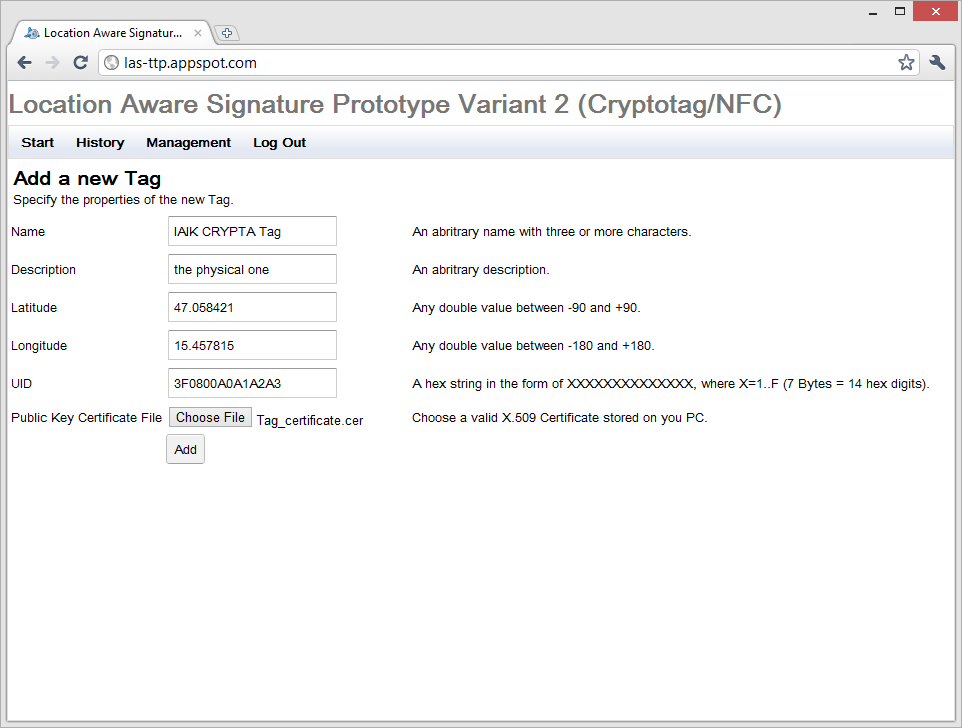 Location Aware Signatur...
las-ttp.appspot.com
Location Aware Signature Prototype Variant 2 (Cryptotag/NFC)
Start History Management Log Out
Add a new Tag
Specify the properties of the new Tag.
Name IAIK CRYPTA Tag An abritrary name with three or more characters.
Description the physical one An abritrary description.
Latitude 47.058421 Any double value between -90 and +90.
Longitude 15.457815 Any double value between -180 and +180.
UID 3F0800A0A1A2A3 A hex string in the form of XXXXXXXXXXXXXX, where X=1..F (7 Bytes = 14 hex digits).
Public Key Certificate File Choose File Tag_certificate.cer Choose a valid X.509 Certificate stored on you PC.
Add